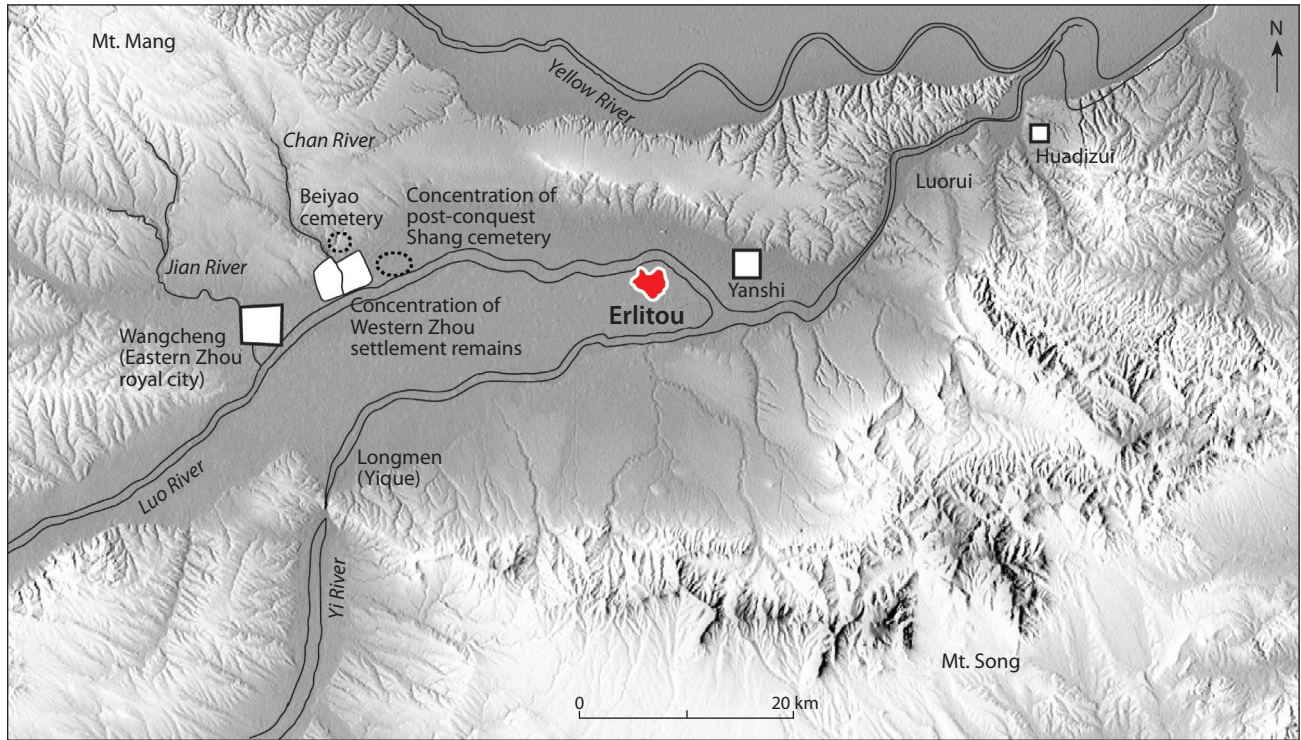 Mt. Mang
N
Yellow River
Chan River
Huadizui
Beiyao
cemetery
Concentration of
post-conquest
Shang cemetery
Luorui
Jian River
Yanshi
Erlitou
Concentration of
Western Zhou
settlement remains
Wangcheng
(Eastern Zhou
royal city)
Longmen
(Yique)
Luo River
Yi River
Mt. Song
0 20 km